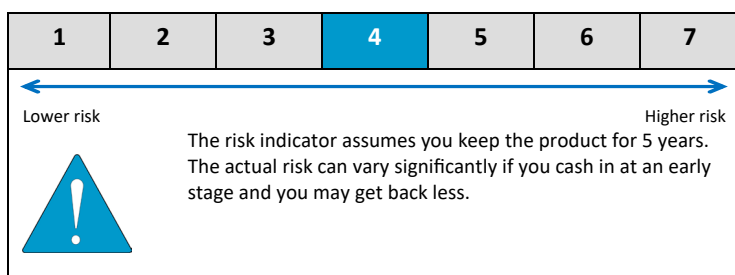 1 2 3 4 5 6 7
Lower risk Higher risk
The risk indicator assumes you keep the product for 5 years.
The actual risk can vary significantly if you cash in at an early
stage and you may get back less.